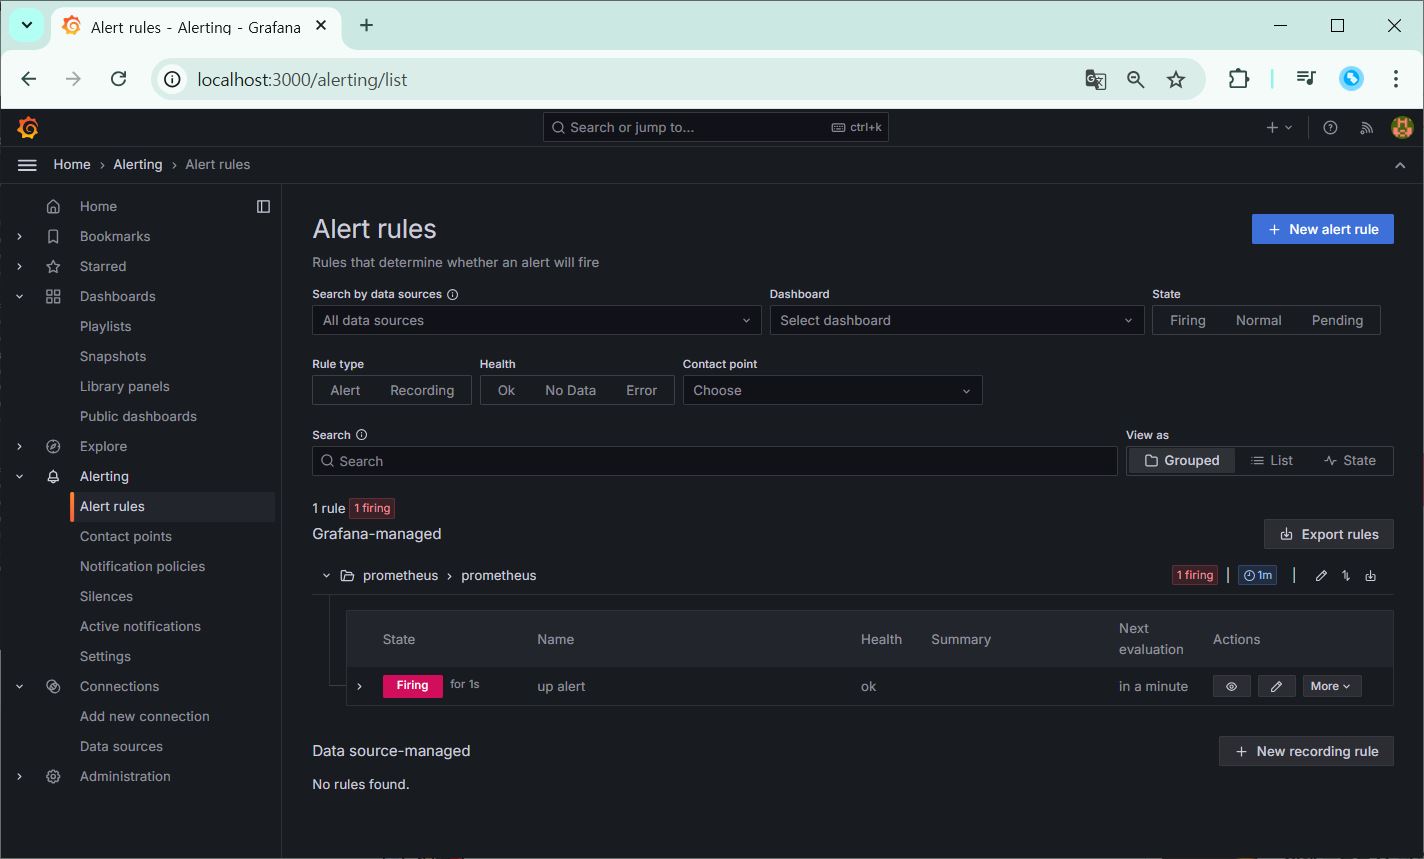 Alert rules - Alerting - Grafana
localhost:3000/alerting/list
Search or jump to... ctrl+k
Home › Alerting › Alert rules
Home
Bookmarks
Starred
Dashboards
Playlists
Snapshots
Library panels
Public dashboards
Explore
Alerting
Alert rules
Contact points
Notification policies
Silences
Active notifications
Settings
Connections
Add new connection
Data sources
Administration
Alert rules
New alert rule
Rules that determine whether an alert will fire
Search by data sources Dashboard State
All data sources Select dashboard Firing Normal Pending
Rule type Health Contact point
Alert Recording Ok No Data Error Choose
Search View as
Search Grouped List State
1 rule 1 firing
Grafana-managed Export rules
prometheus › prometheus 1 firing | 1m |
State Name Health Summary Next evaluation Actions
Firing for 1s up alert ok in a minute More
Data source-managed New recording rule
No rules found.